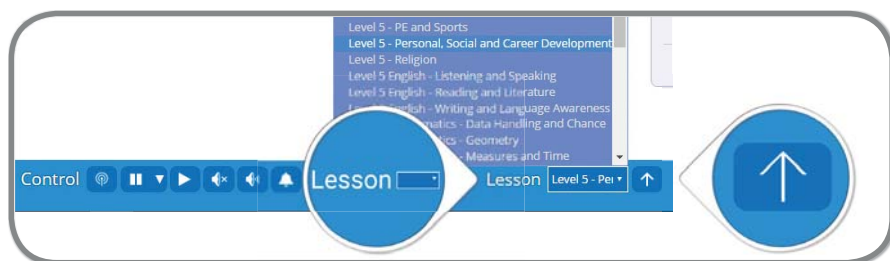 Level 5 - PE and Sports
Level 5 - Personal, Social and Career Development
Level 5 - Religion
Level 5 English - Listening and Speaking
Level 5 English - Reading and Literature
English - Writing and Language Awareness
- Data Handling and Chance
- Geometry
- Measures and Time
Control Lesson Lesson Level 5 - Per